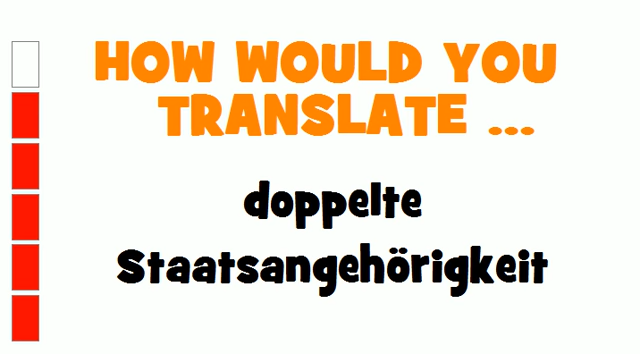 HOW WOULD YOU
TRANSLATE ...
doppelte
Staatsangehörigkeit